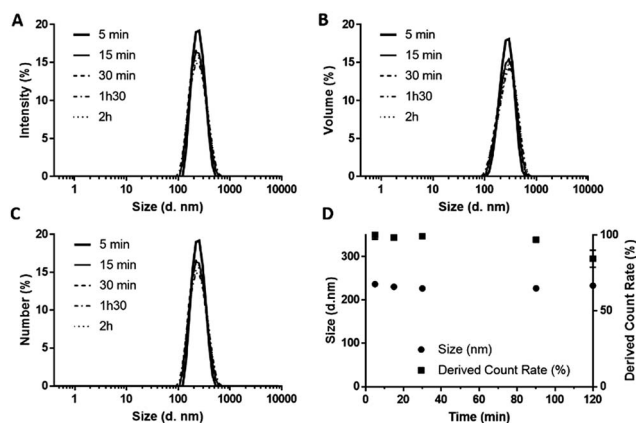 A
Intensity (%)
20
15
10
5
0
5 min
15 min
30 min
1h30
2h
1 10 100 1000 10000
Size (d. nm)
B
Volume (%)
20
15
10
5
0
5 min
15 min
30 min
1h30
2h
1 10 100 1000 10000
Size (d. nm)
C
Number (%)
20
15
10
5
0
5 min
15 min
30 min
1h30
2h
1 10 100 1000 10000
Size (d. nm)
D
Size (d.nm)
300
200
100
0
Size (nm)
Derived Count Rate (%)
0 20 40 60 80 100 120
Time (min)
100
50
0
Derived Count Rate (%)